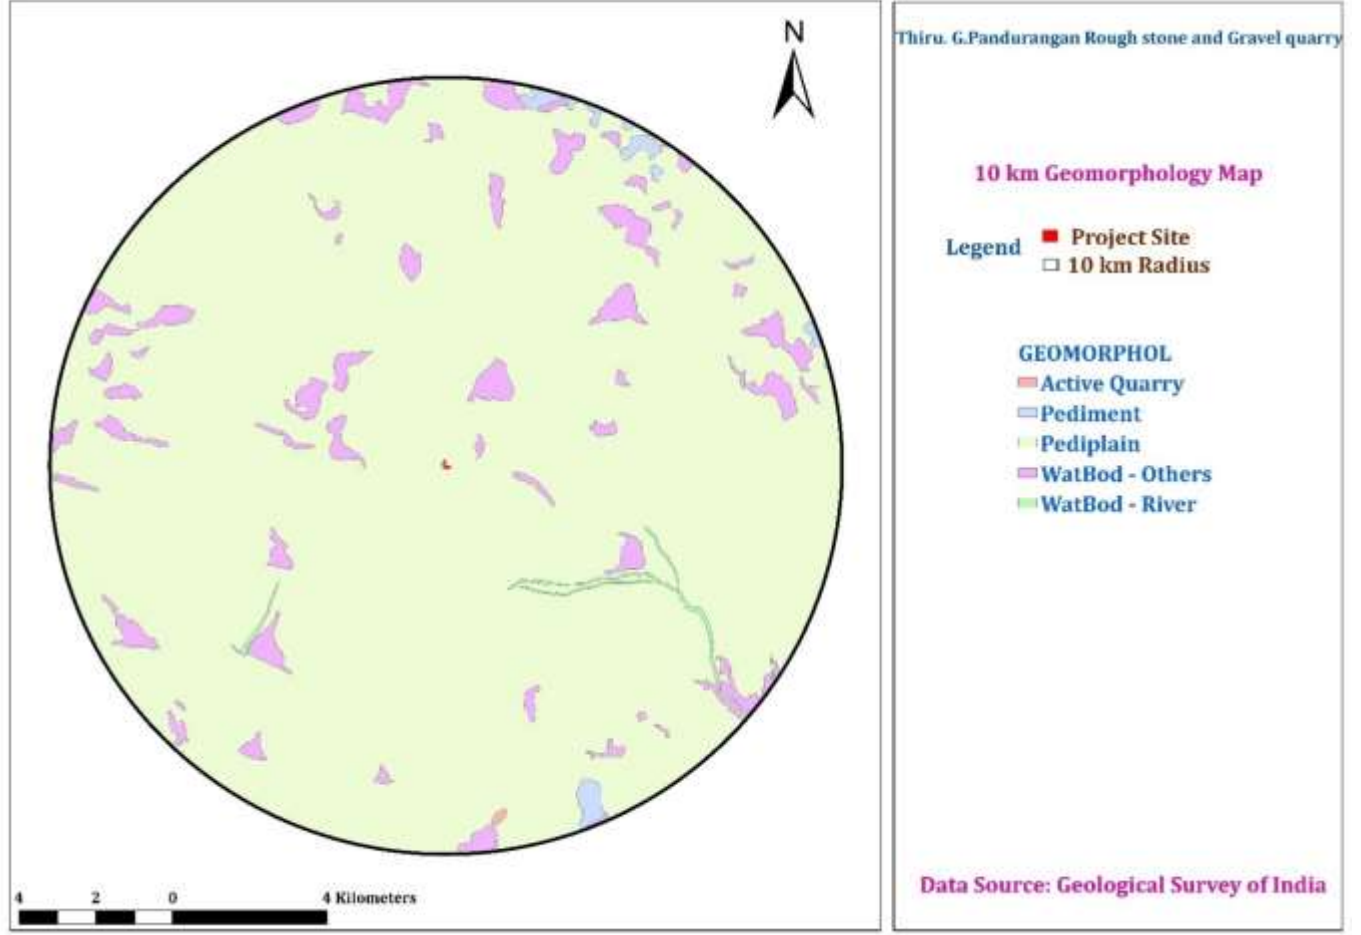 N
4 2 0 4 Kilometers
Thiru. G.Pandurangan Rough stone and Gravel quarry
10 km Geomorphology Map
Legend
Project Site
10 km Radius
GEOMORPHOL
Active Quarry
Pediment
Pediplain
WatBod - Others
WatBod - River
Data Source: Geological Survey of India